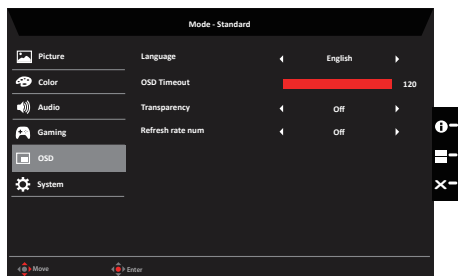 Mode - Standard
Picture
Language
English
Color
OSD Timeout
120
Audio
Transparency
Off
Gaming
Refresh rate num
Off
OSD
System
Move
Enter